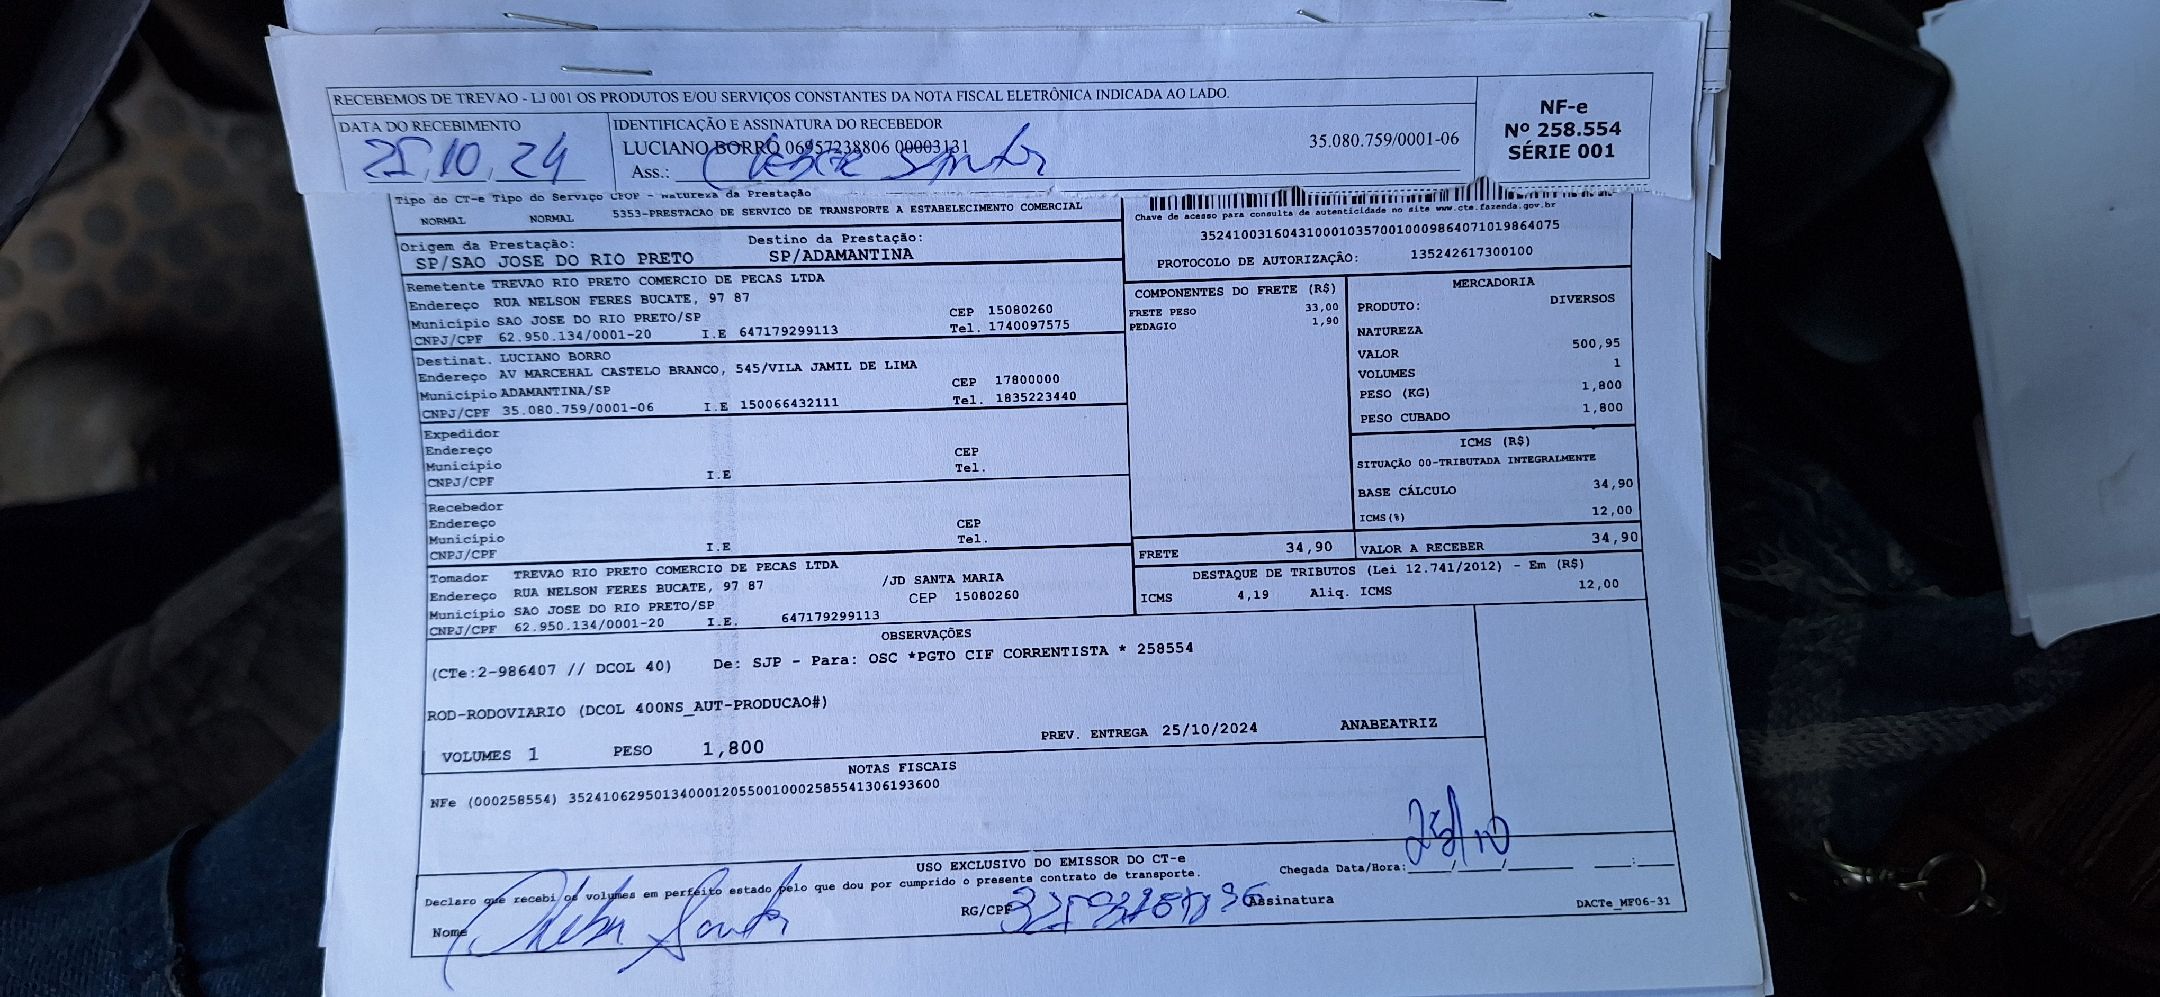 RECEBEMOS DE TREVAO - LJ 001 OS PRODUTOS E/OU SERVIÇOS CONSTANTES DA NOTA FISCAL ELETRÔNICA INDICADA AO LADO.
NF-e
Nº 258.554
SÉRIE 001
DATA DO RECEBIMENTO
25, 10, 24
IDENTIFICAÇÃO E ASSINATURA DO RECEBEDOR
LUCIANO BORRO 06957238806 00003131 35.080.759/0001-06
Ass.:
Tipo do CT-e Tipo do Serviço CFOP - Natureza da Prestação
NORMAL NORMAL 5353-PRESTACAO DE SERVICO DE TRANSPORTE A ESTABELECIMENTO COMERCIAL
Chave de acesso para consulta de autenticidade no site www.cte.fazenda.gov.br
35241003160431000103570010009864071019864075
PROTOCOLO DE AUTORIZAÇÃO: 135242617300100
Origem da Prestação: Destino da Prestação:
SP/SAO JOSE DO RIO PRETO SP/ADAMANTINA
Remetente TREVAO RIO PRETO COMERCIO DE PECAS LTDA
Endereço RUA NELSON FERES BUCATE, 97 87
Município SAO JOSE DO RIO PRETO/SP CEP 15080260
CNPJ/CPF 62.950.134/0001-20 I.E 647179299113 Tel. 1740097575
Destinat. LUCIANO BORRO
Endereço AV MARCEHAL CASTELO BRANCO, 545/VILA JAMIL DE LIMA
Município ADAMANTINA/SP CEP 17800000
CNPJ/CPF 35.080.759/0001-06 I.E 150066432111 Tel. 1835223440
Expedidor
Endereço
Município CEP
CNPJ/CPF I.E Tel.
Recebedor
Endereço CEP
Município Tel.
CNPJ/CPF I.E
Tomador TREVAO RIO PRETO COMERCIO DE PECAS LTDA
Endereço RUA NELSON FERES BUCATE, 97 87 /JD SANTA MARIA
Município SAO JOSE DO RIO PRETO/SP CEP 15080260
CNPJ/CPF 62.950.134/0001-20 I.E. 647179299113
COMPONENTES DO FRETE (R$)
FRETE PESO 33,00
PEDAGIO 1,90
FRETE 34,90
MERCADORIA
PRODUTO: DIVERSOS
NATUREZA
VALOR 500,95
VOLUMES 1
PESO (KG) 1,800
PESO CUBADO 1,800
ICMS (R$)
SITUAÇÃO 00-TRIBUTADA INTEGRALMENTE
BASE CÁLCULO 34,90
ICMS(%) 12,00
VALOR A RECEBER 34,90
DESTAQUE DE TRIBUTOS (Lei 12.741/2012) - Em (R$)
ICMS 4,19 Aliq. ICMS 12,00
OBSERVAÇÕES
(CTe:2-986407 // DCOL 40) De: SJP - Para: OSC *PGTO CIF CORRENTISTA * 258554
ROD-RODOVIARIO (DCOL 400NS_AUT-PRODUCAO#)
VOLUMES 1 PESO 1,800 PREV. ENTREGA 25/10/2024 ANABEATRIZ
NOTAS FISCAIS
NFe (000258554) 35241062950134000120550010002585541306193600
USO EXCLUSIVO DO EMISSOR DO CT-e
Declaro que recebi os volumes em perfeito estado pelo que dou por cumprido o presente contrato de transporte.
Chegada Data/Hora: 25/10
Nome RG/CPF Assinatura
DACTe_MF06-31